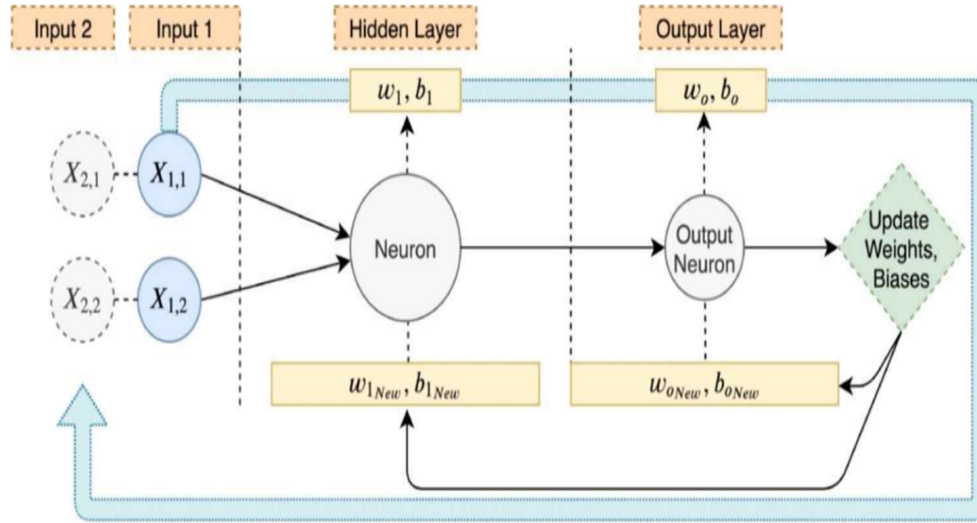 Input 2
Input 1
Hidden Layer
Output Layer
w₁, b₁
wₒ, bₒ
X₂,₁
X₁,₁
Neuron
Output
Neuron
Update
Weights,
Biases
X₂,₂
X₁,₂
w₁New, b₁New
wₒNew, bₒNew